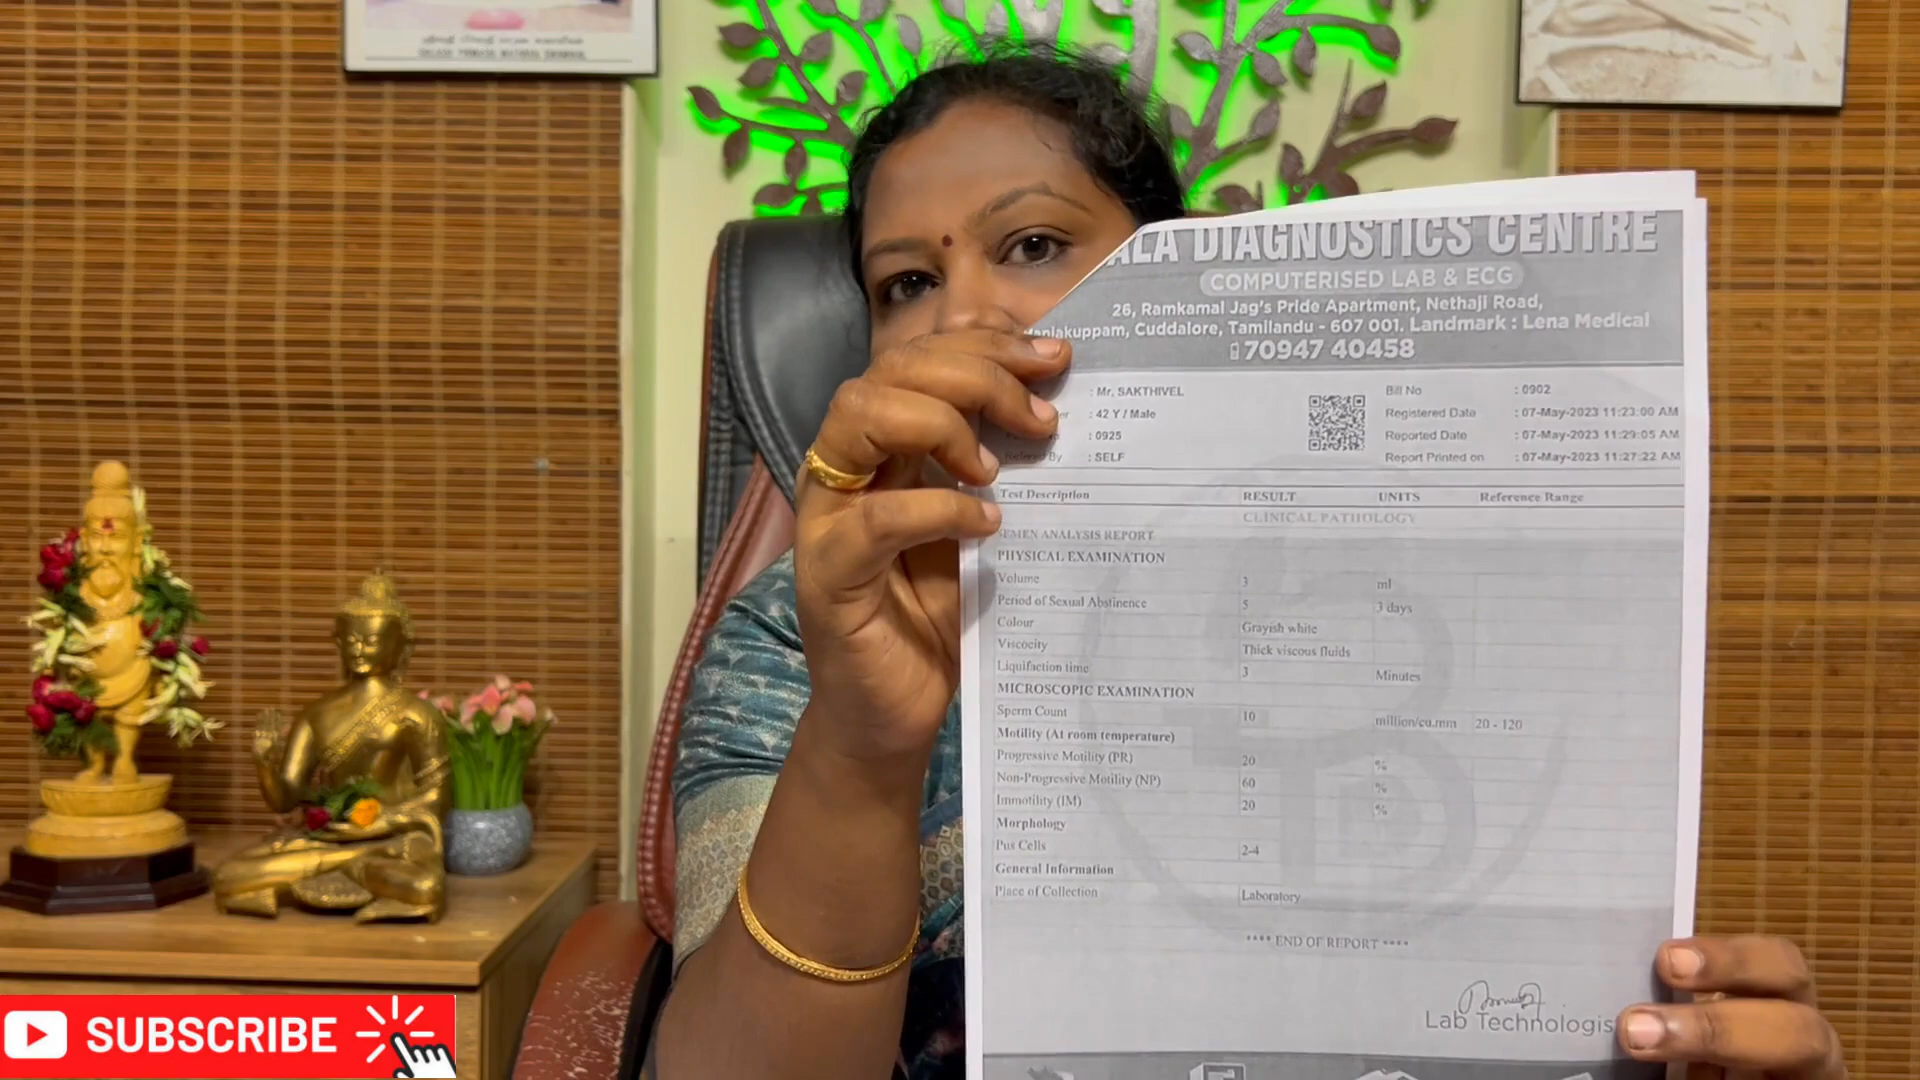 DIAGNOSTICS CENTRE
COMPUTERISED LAB & ECG
26, Ramkamal Jag's Pride Apartment, Nethaji Road,
Cuddalore, Tamilandu - 607 001. Landmark : Lena Medical
70947 40458
: Mr, SAKTHIVEL
Bill No : 0902
: 42 Y / Male
Registered Date : 07-May-2023 11:23:00 AM
: 0925
Reported Date : 07-May-2023 11:29:05 AM
By : SELF
Report Printed on : 07-May-2023 11:27:22 AM
Test Description RESULT UNITS Reference Range
CLINICAL PATHOLOGY
SEMEN ANALYSIS REPORT
PHYSICAL EXAMINATION
Volume 3 ml
Period of Sexual Abstinence 5 3 days
Colour Grayish white
Viscocity Thick viscous fluids
Liquifaction time 3 Minutes
MICROSCOPIC EXAMINATION
Sperm Count 10 million/cu.mm 20 - 120
Motility (At room temperature)
Progressive Motility (PR) 20 %
Non-Progressive Motility (NP) 60 %
Immotility (IM) 20 %
Morphology
Pus Cells 2-4
General Information
Place of Collection Laboratory
**** END OF REPORT ****
Lab Technologis
SUBSCRIBE